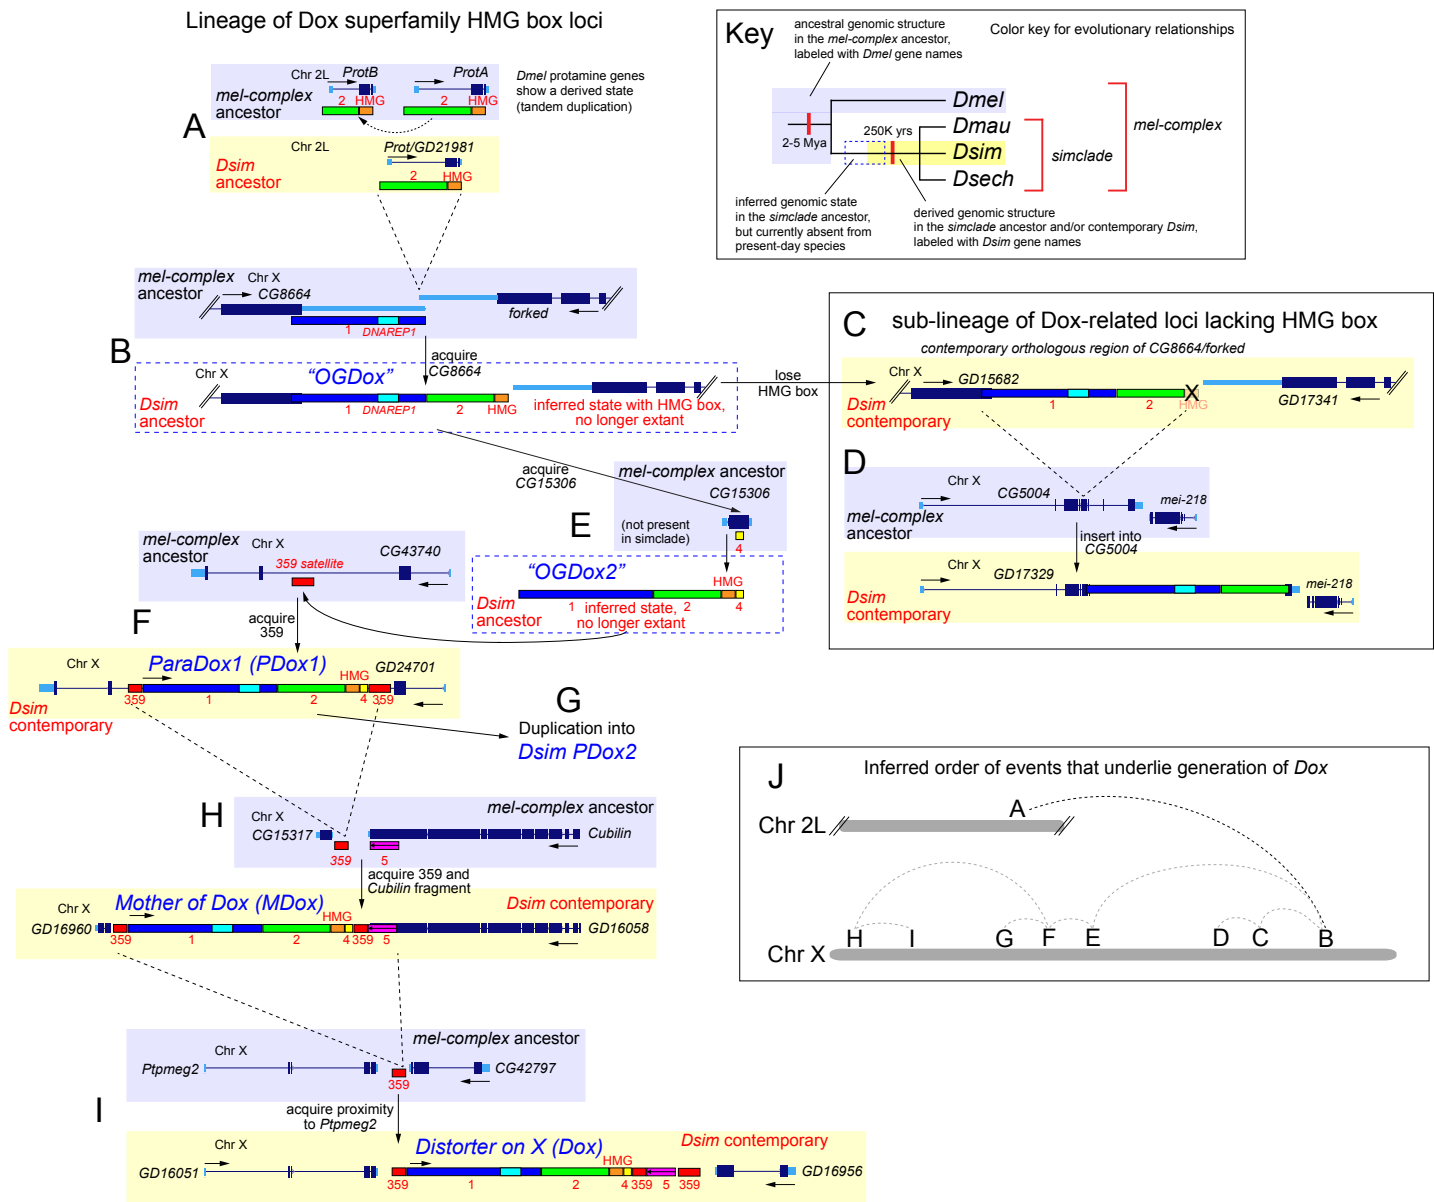 Lineage of Dox superfamily HMG box loci
A
Chr 2L
ProtB
ProtA
mel-complex
ancestor
2
HMG
2
HMG
Dmel protamine genes
show a derived state
(tandem duplication)
Chr 2L
Prot/GD21981
Dsim
ancestor
2
HMG
Key
ancestral genomic structure
in the mel-complex ancestor,
labeled with Dmel gene names
Color key for evolutionary relationships
Dmel
Dmau
Dsim
Dsech
2-5 Mya
250K yrs
simclade
mel-complex
inferred genomic state
in the simclade ancestor,
but currently absent from
present-day species
derived genomic structure
in the simclade ancestor and/or contemporary Dsim,
labeled with Dsim gene names
mel-complex
ancestor
Chr X
CG8664
1
DNAREP1
forked
B
acquire
CG8664
Chr X
"OGDox"
Dsim
ancestor
1
DNAREP1
2
HMG
inferred state with HMG box,
no longer extant
lose
HMG box
C
sub-lineage of Dox-related loci lacking HMG box
contemporary orthologous region of CG8664/forked
Chr X
GD15682
Dsim
contemporary
1
2
X
HMG
GD17341
D
Chr X
CG5004
mei-218
mel-complex
ancestor
insert into
CG5004
Chr X
GD17329
mei-218
Dsim
contemporary
acquire
CG15306
mel-complex ancestor
CG15306
E
(not present
in simclade)
4
"OGDox2"
HMG
Dsim
ancestor
1
2
4
inferred state,
no longer extant
mel-complex
ancestor
Chr X
359 satellite
CG43740
F
acquire
359
Chr X
ParaDox1 (PDox1)
GD24701
HMG
359
1
2
4
359
Dsim
contemporary
G
Duplication into
Dsim PDox2
H
Chr X
mel-complex ancestor
CG15317
359
5
Cubilin
acquire 359 and
Cubilin fragment
Chr X
Mother of Dox (MDox)
Dsim contemporary
HMG
GD16960
359
1
2
4
359
5
GD16058
mel-complex ancestor
Chr X
Ptpmeg2
359
CG42797
I
acquire proximity
to Ptpmeg2
Chr X
Distorter on X (Dox)
Dsim contemporary
HMG
GD16051
359
1
2
4
359
5
359
GD16956
J
Inferred order of events that underlie generation of Dox
A
Chr 2L
H
I
G
F
E
D
C
B
Chr X